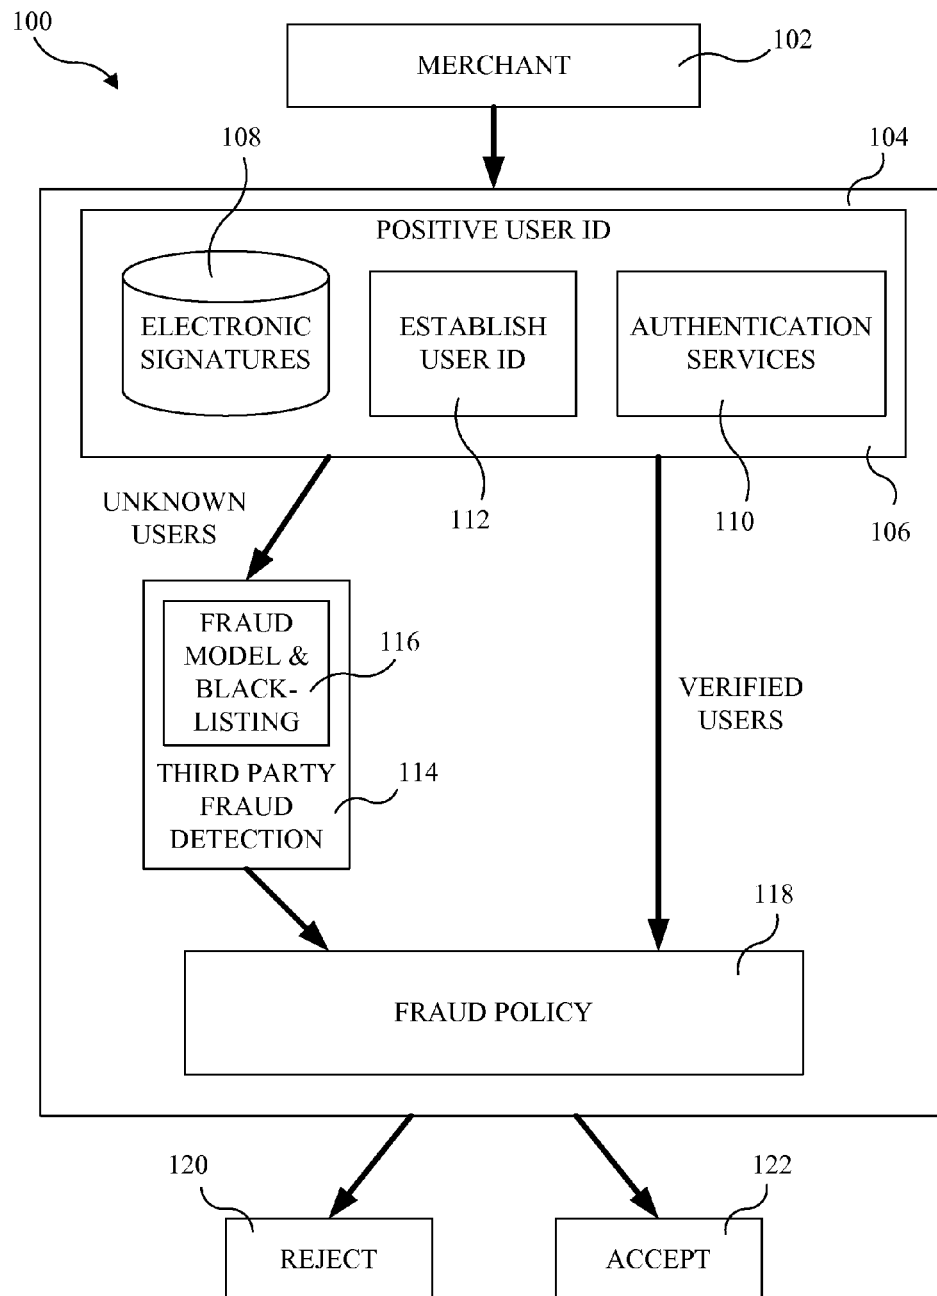 100
MERCHANT
102
108
104
POSITIVE USER ID
ELECTRONIC
SIGNATURES
ESTABLISH
USER ID
AUTHENTICATION
SERVICES
UNKNOWN
USERS
112
110
106
FRAUD
MODEL &
BLACK-
LISTING
116
VERIFIED
USERS
THIRD PARTY
FRAUD
DETECTION
114
118
FRAUD POLICY
120
122
REJECT
ACCEPT